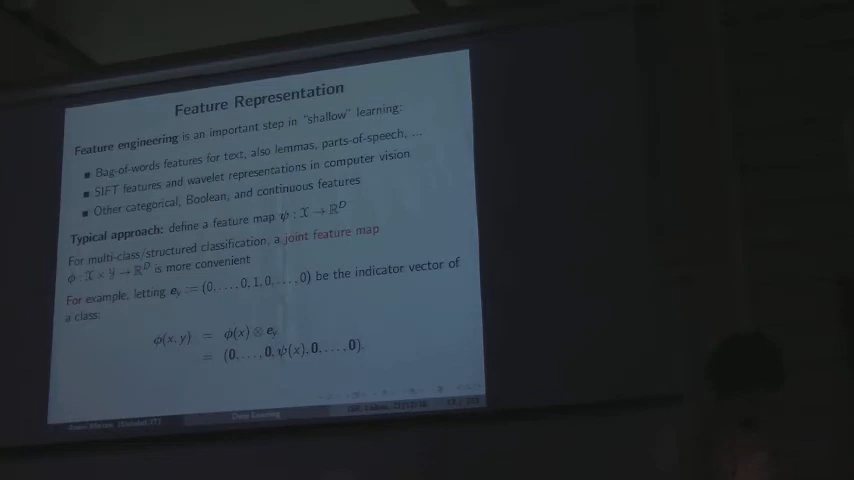 Feature Representation
Feature engineering is an important step in "shallow" learning:
Bag-of-words features for text, also lemmas, parts-of-speech, ...
SIFT features and wavelet representations in computer vision
Other categorical, Boolean, and continuous features
Typical approach: define a feature map ψ : X → ℝ^D
For multi-class/structured classification, a joint feature map
φ : X × Y → ℝ^D is more convenient
For example, letting e_y := (0, . . . , 0, 1, 0, . . . , 0) be the indicator vector of
a class:
φ(x, y) = φ(x) ⊗ e_y
= (0, . . . , 0, ψ(x), 0, . . . , 0).
Deep Learning